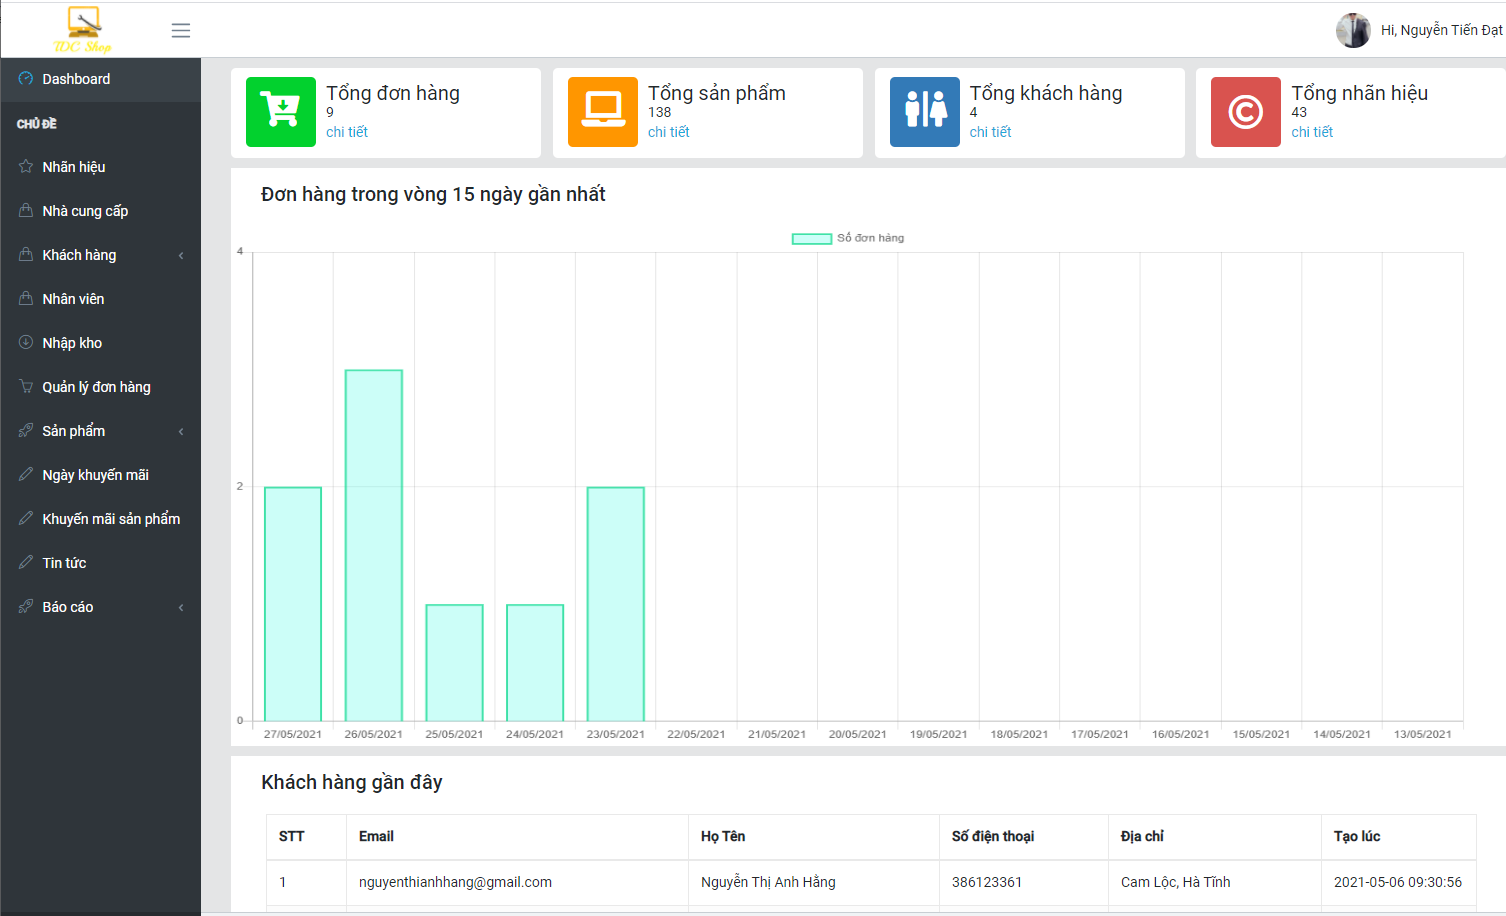 TDC Shop
Hi, Nguyễn Tiến Đạt
Dashboard
CHỦ ĐỀ
Nhãn hiệu
Nhà cung cấp
Khách hàng
Nhân viên
Nhập kho
Quản lý đơn hàng
Sản phẩm
Ngày khuyến mãi
Khuyến mãi sản phẩm
Tin tức
Báo cáo
Tổng đơn hàng
9
chi tiết
Tổng sản phẩm
138
chi tiết
Tổng khách hàng
4
chi tiết
Tổng nhãn hiệu
43
chi tiết
Đơn hàng trong vòng 15 ngày gần nhất
Số đơn hàng
4
2
0
27/05/2021 26/05/2021 25/05/2021 24/05/2021 23/05/2021 22/05/2021 21/05/2021 20/05/2021 19/05/2021 18/05/2021 17/05/2021 16/05/2021 15/05/2021 14/05/2021 13/05/2021
Khách hàng gần đây
STT Email Họ Tên Số điện thoại Địa chỉ Tạo lúc
1 nguyenthianhhang@gmail.com Nguyễn Thị Anh Hằng 386123361 Cam Lộc, Hà Tĩnh 2021-05-06 09:30:56